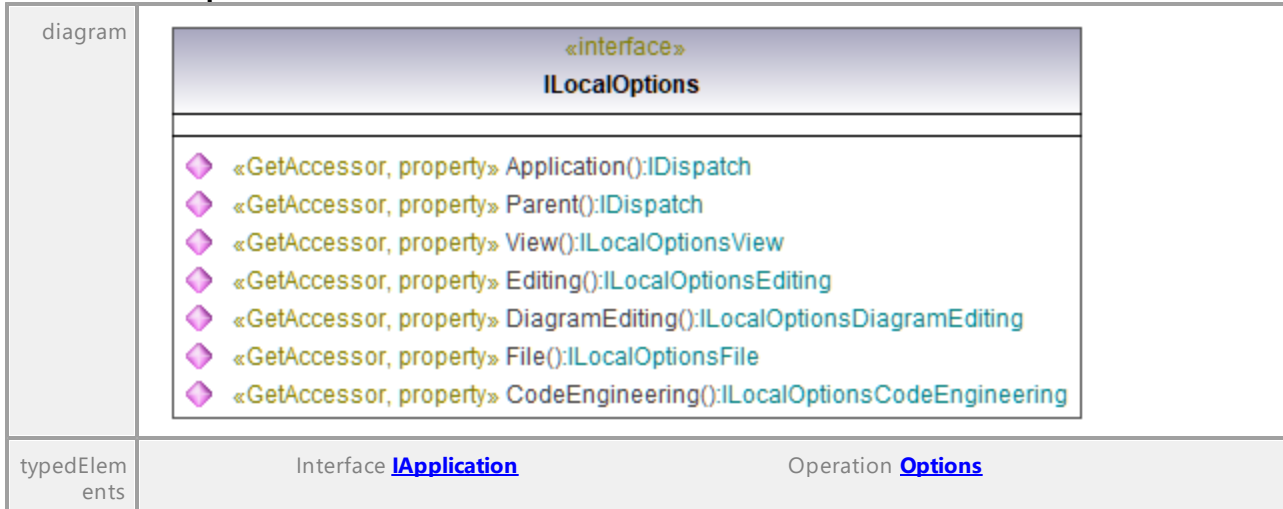 diagram
«interface»
ILocalOptions
«GetAccessor, property» Application():IDispatch
«GetAccessor, property» Parent():IDispatch
«GetAccessor, property» View():ILocalOptionsView
«GetAccessor, property» Editing():ILocalOptionsEditing
«GetAccessor, property» DiagramEditing():ILocalOptionsDiagramEditing
«GetAccessor, property» File():ILocalOptionsFile
«GetAccessor, property» CodeEngineering():ILocalOptionsCodeEngineering
typedElem
ents
Interface IApplication Operation Options